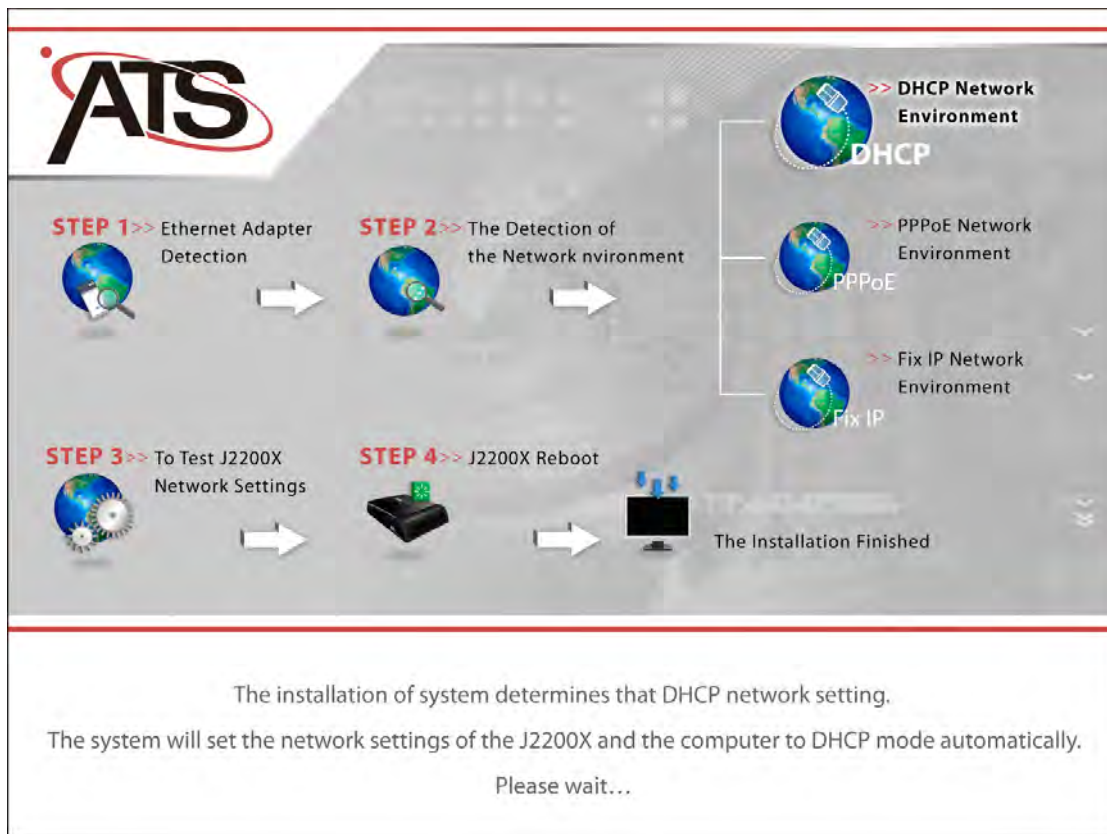 ATS
>> DHCP Network
Environment
DHCP
STEP 1>> Ethernet Adapter
Detection
STEP 2>> The Detection of
the Network nvironment
>> PPPoE Network
Environment
PPPoE
>> Fix IP Network
Environment
Fix IP
STEP 3>> To Test J2200X
Network Settings
STEP 4>> J2200X Reboot
The Installation Finished
The installation of system determines that DHCP network setting.
The system will set the network settings of the J2200X and the computer to DHCP mode automatically.
Please wait...